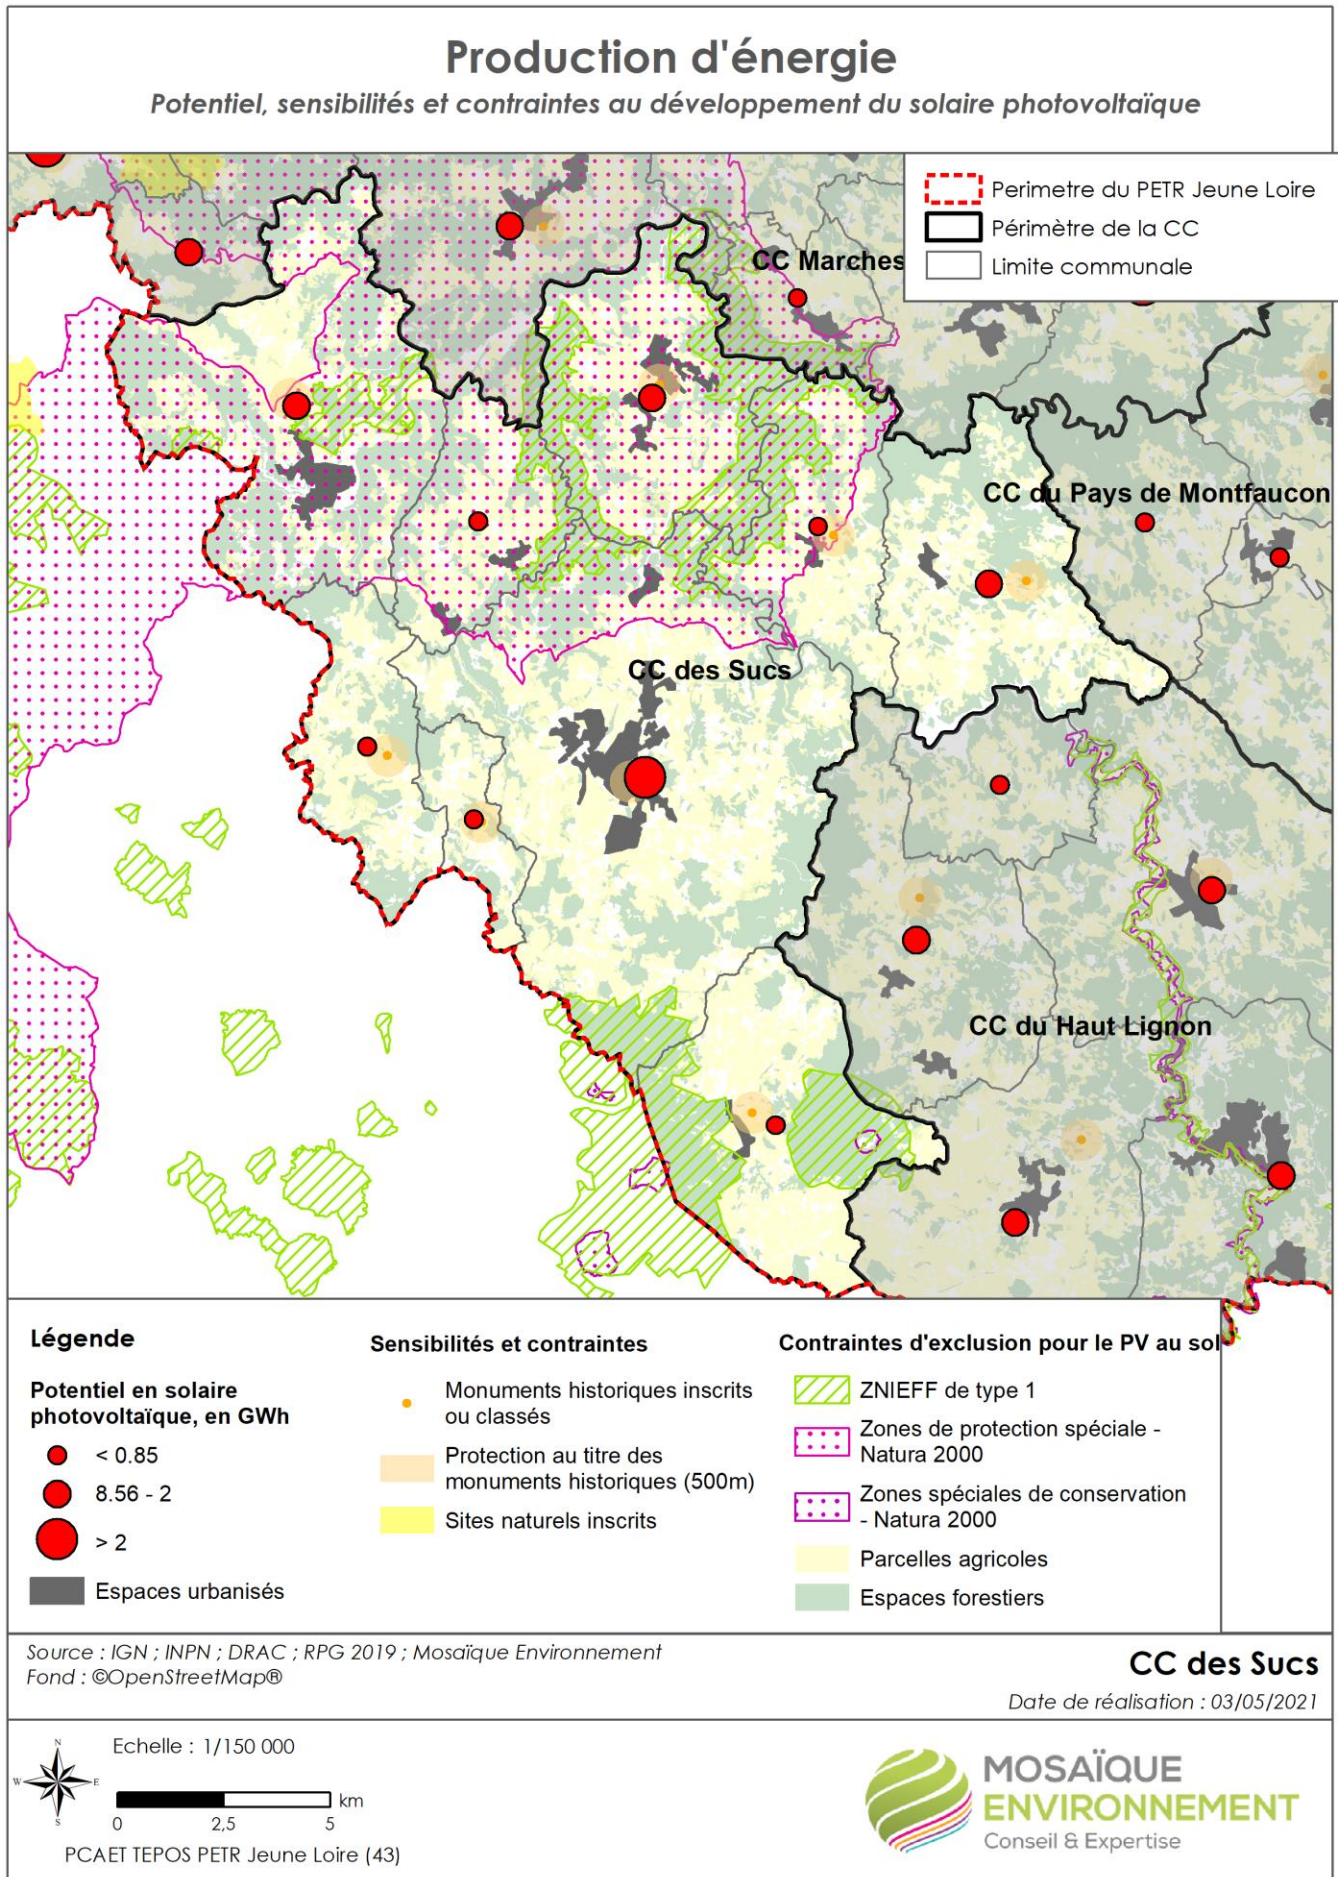 Production d'énergie
Potentiel, sensibilités et contraintes au développement du solaire photovoltaïque
Perimetre du PETR Jeune Loire
Périmètre de la CC
Limite communale
CC Marches
CC du Pays de Montfaucon
CC des Sucs
CC du Haut Lignon
Légende
Potentiel en solaire
photovoltaïque, en GWh
< 0.85
8.56 - 2
> 2
Espaces urbanisés
Sensibilités et contraintes
Monuments historiques inscrits
ou classés
Protection au titre des
monuments historiques (500m)
Sites naturels inscrits
Contraintes d'exclusion pour le PV au sol
ZNIEFF de type 1
Zones de protection spéciale -
Natura 2000
Zones spéciales de conservation
- Natura 2000
Parcelles agricoles
Espaces forestiers
Source : IGN ; INPN ; DRAC ; RPG 2019 ; Mosaïque Environnement
Fond : ©OpenStreetMap®
CC des Sucs
Date de réalisation : 03/05/2021
N
W E
S
Echelle : 1/150 000
km
0 2,5 5
PCAET TEPOS PETR Jeune Loire (43)
MOSAÏQUE
ENVIRONNEMENT
Conseil & Expertise